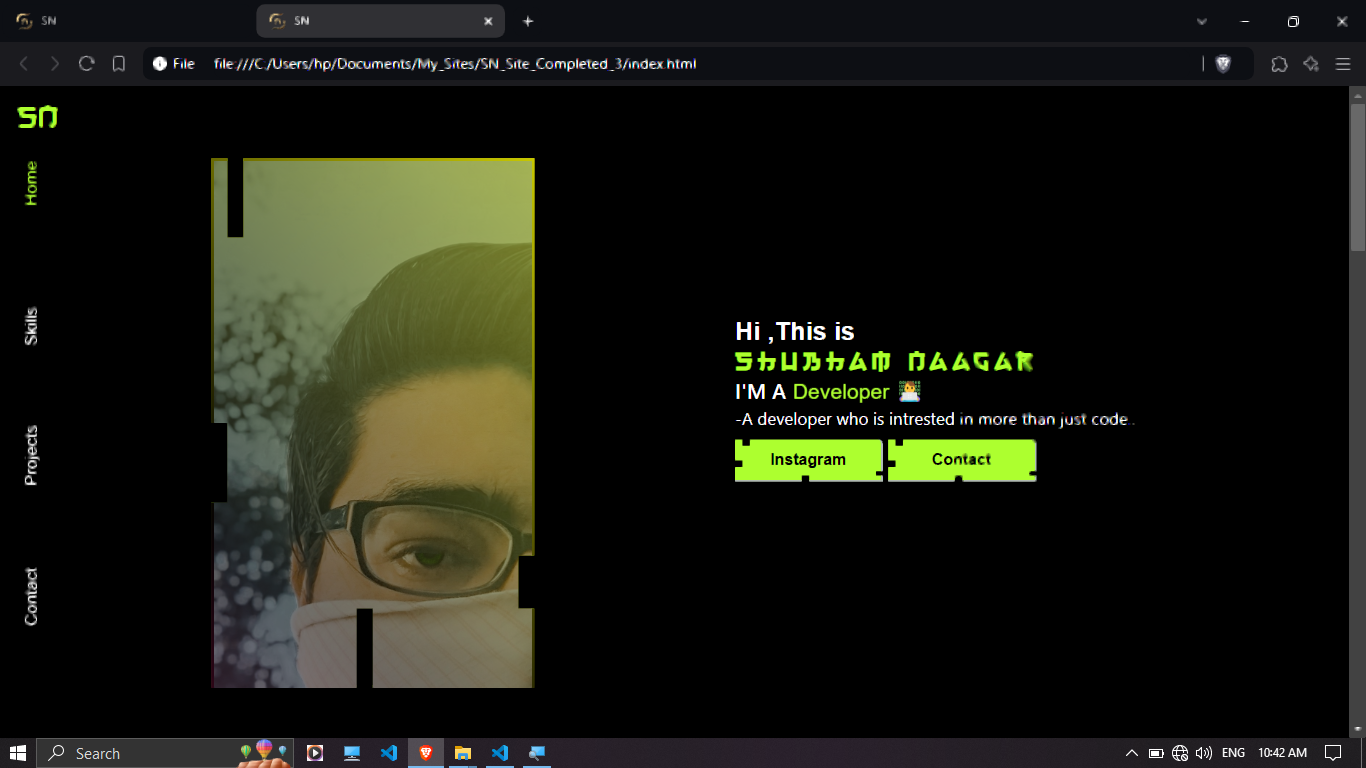 SN
SN
File
file:///C:/Users/hp/Documents/My_Sites/SN_Site_Completed_3/index.html
SN
Home
Skills
Projects
Contact
Hi ,This is
SHUBHAM NAAGAR
I'M A Developer 👨‍💻
-A developer who is intrested in more than just code..
Instagram
Contact
Search
ENG
10:42 AM